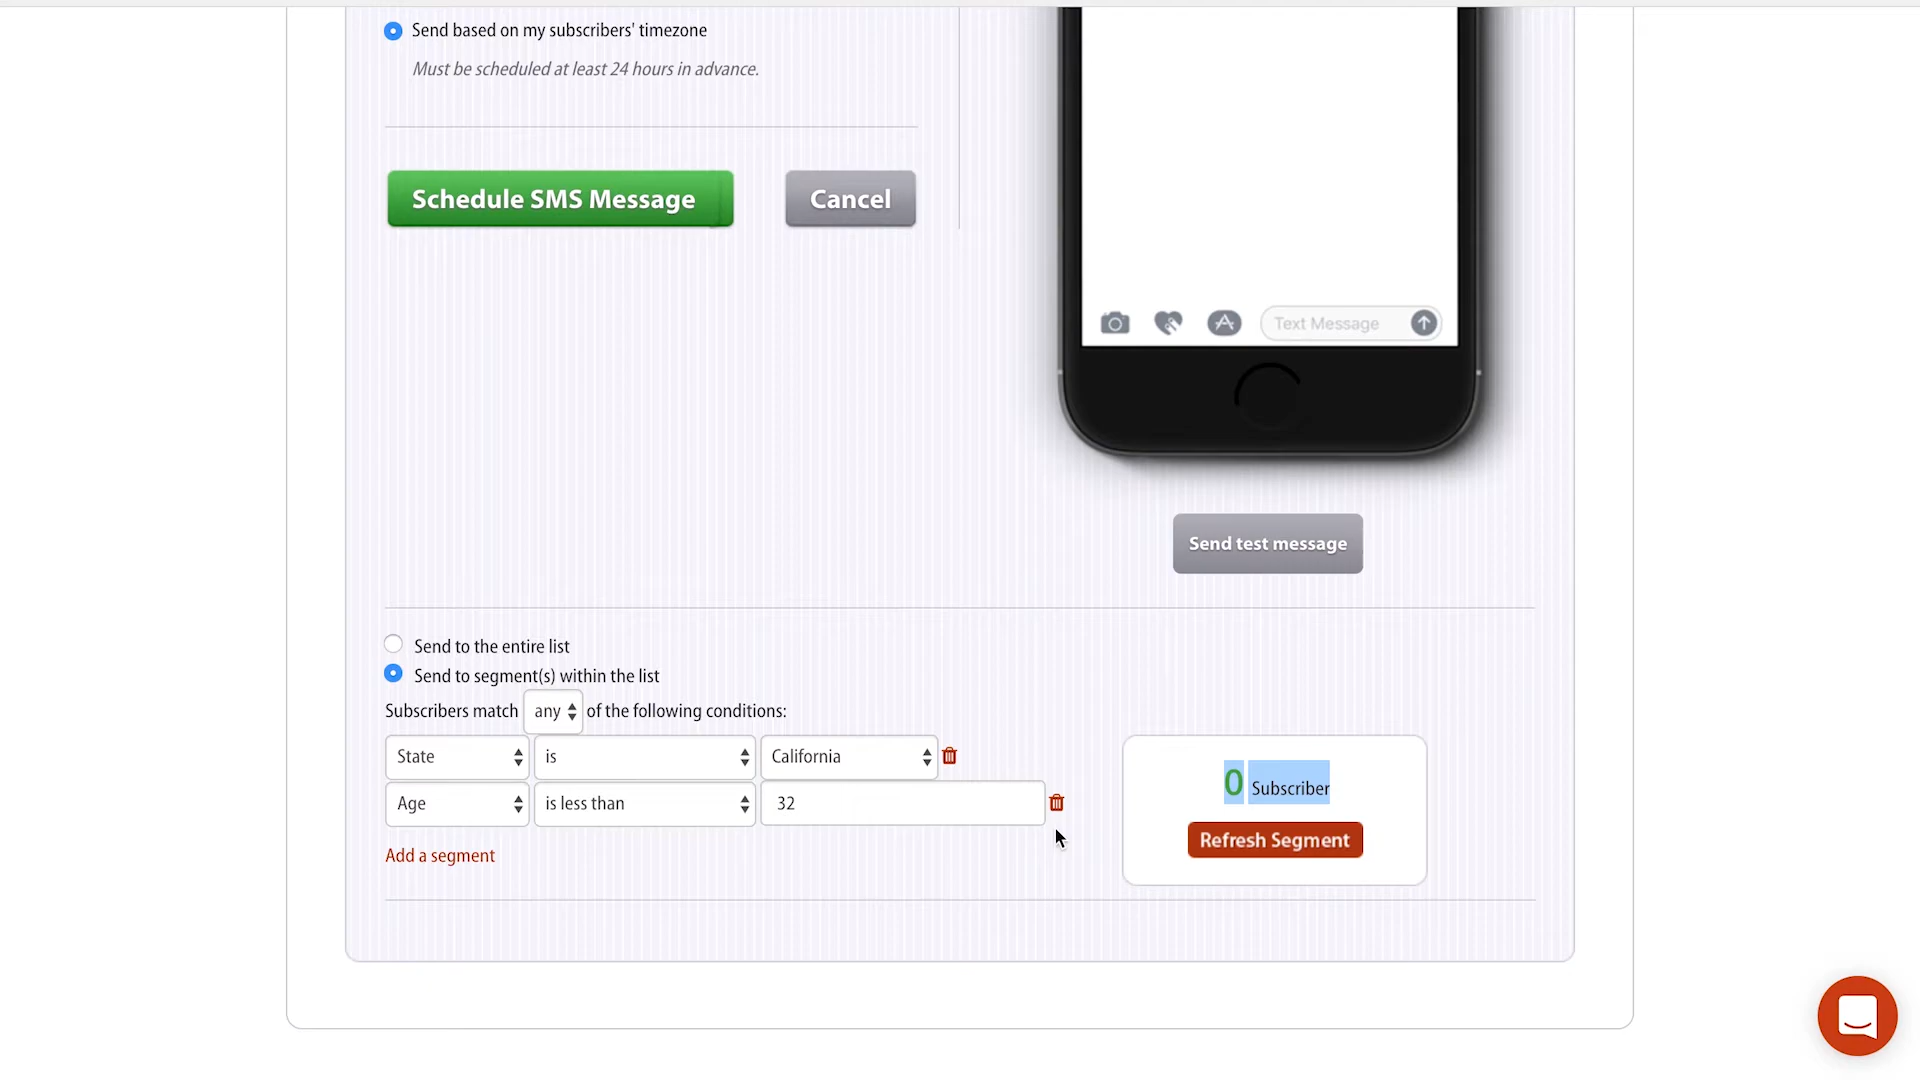 Send based on my subscribers' timezone
Must be scheduled at least 24 hours in advance.
Schedule SMS Message
Cancel
Text Message
Send test message
Send to the entire list
Send to segment(s) within the list
Subscribers match any of the following conditions:
State is California
Age is less than 32
Add a segment
0 Subscriber
Refresh Segment